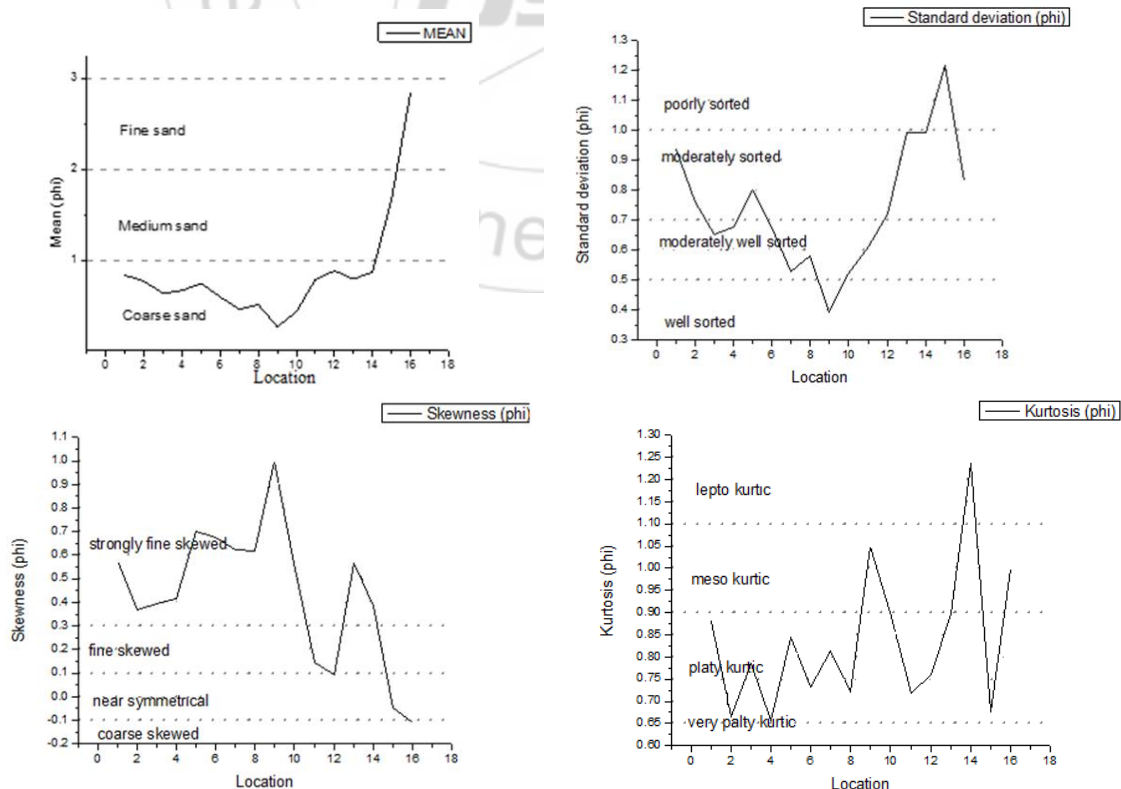 MEAN
3
Fine sand
2
Medium sand
1
Coarse sand
Mean (phi)
0 2 4 6 8 10 12 14 16 18
Location
Standard deviation (phi)
1.3
1.2
poorly sorted
1.1
1.0
moderately sorted
0.9
0.8
0.7
moderately well sorted
0.6
0.5
0.4
well sorted
0.3
Standard deviation (phi)
0 2 4 6 8 10 12 14 16 18
Location
Skewness (phi)
1.1
1.0
0.9
0.8
0.7
strongly fine skewed
0.6
0.5
0.4
0.3
fine skewed
0.2
0.1
near symmetrical
0.0
-0.1
coarse skewed
-0.2
Skewness (phi)
0 2 4 6 8 10 12 14 16 18
Location
Kurtosis (phi)
1.30
1.25
1.20
lepto kurtic
1.15
1.10
1.05
1.00
meso kurtic
0.95
0.90
0.85
0.80
platy kurtic
0.75
0.70
0.65
very palty kurtic
0.60
Kurtosis (phi)
0 2 4 6 8 10 12 14 16 18
Location